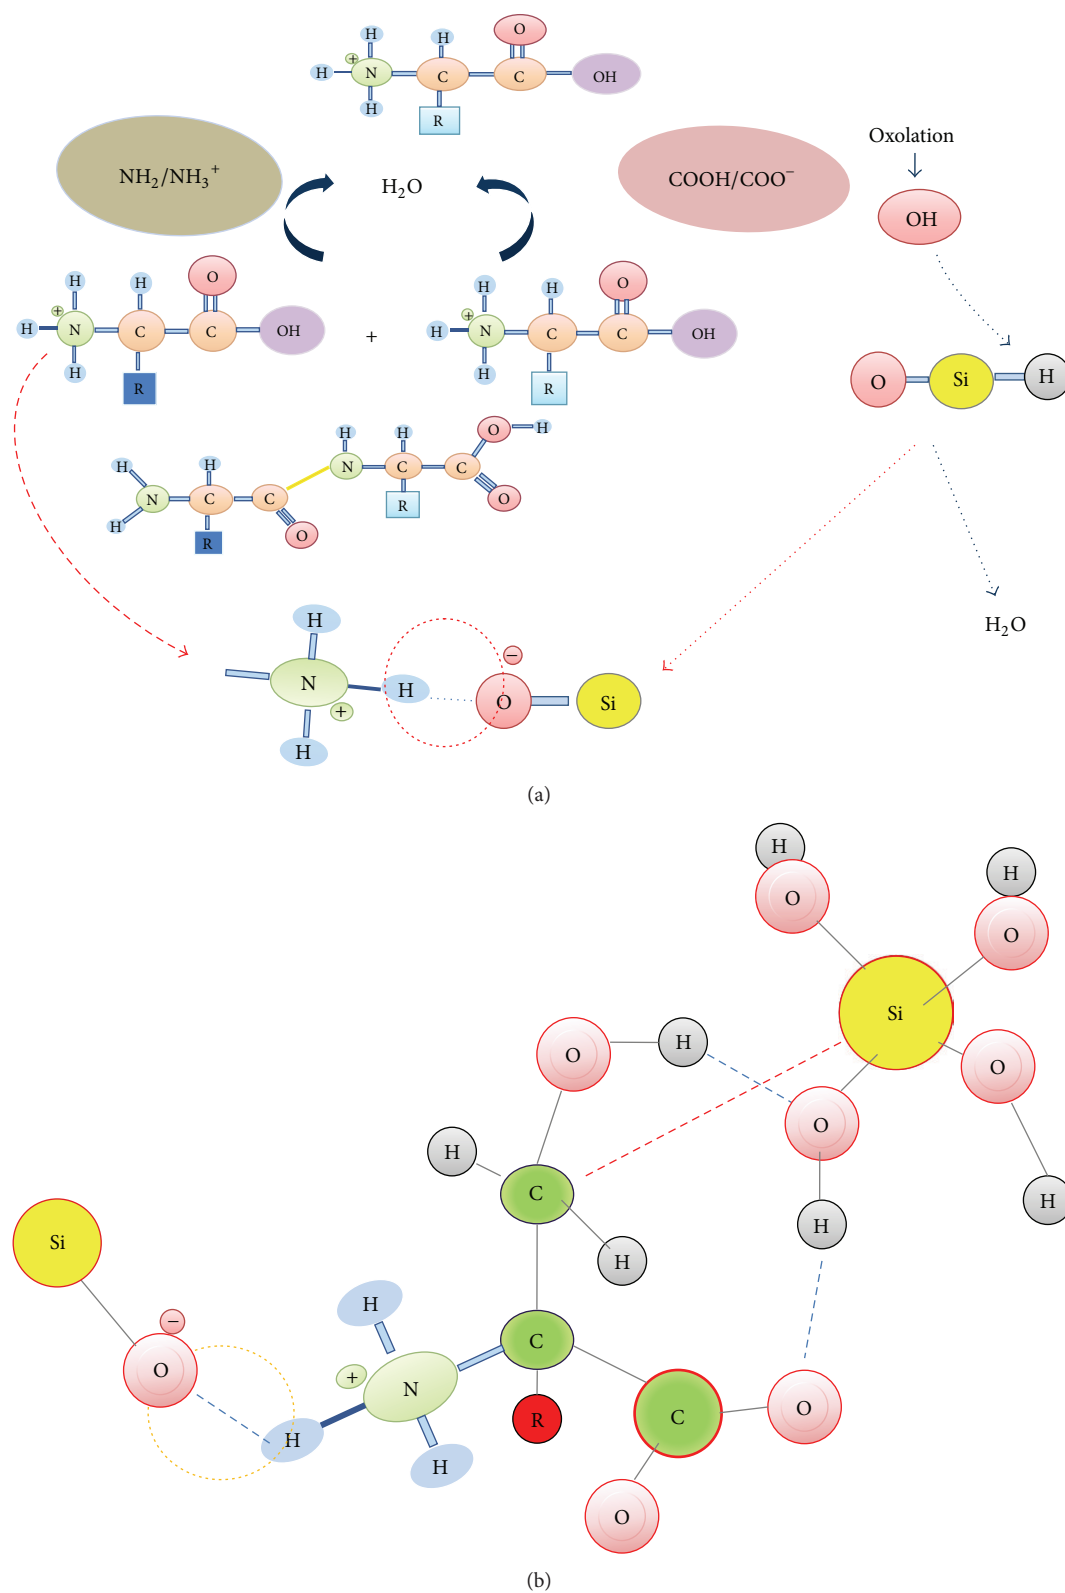 H H O
H + N C C OH
H R
NH2/NH3+
H2O
COOH/COO−
Oxolation
OH
H H O
H + N C C OH
H R
+
H H O
H + N C C OH
H R
O Si H
H H O H
H H N C C
N C C R O
H R O
H2O
H
N H − O Si
+
H
(a)
H H
O O
Si
O H O
O
H C H H
H
Si
−
O
H
+ N C
H R C O
H
O
(b)